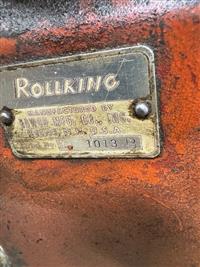 ROLLKING
MANUFACTURED BY
MFG. CO., INC.
U.S.A.
1013